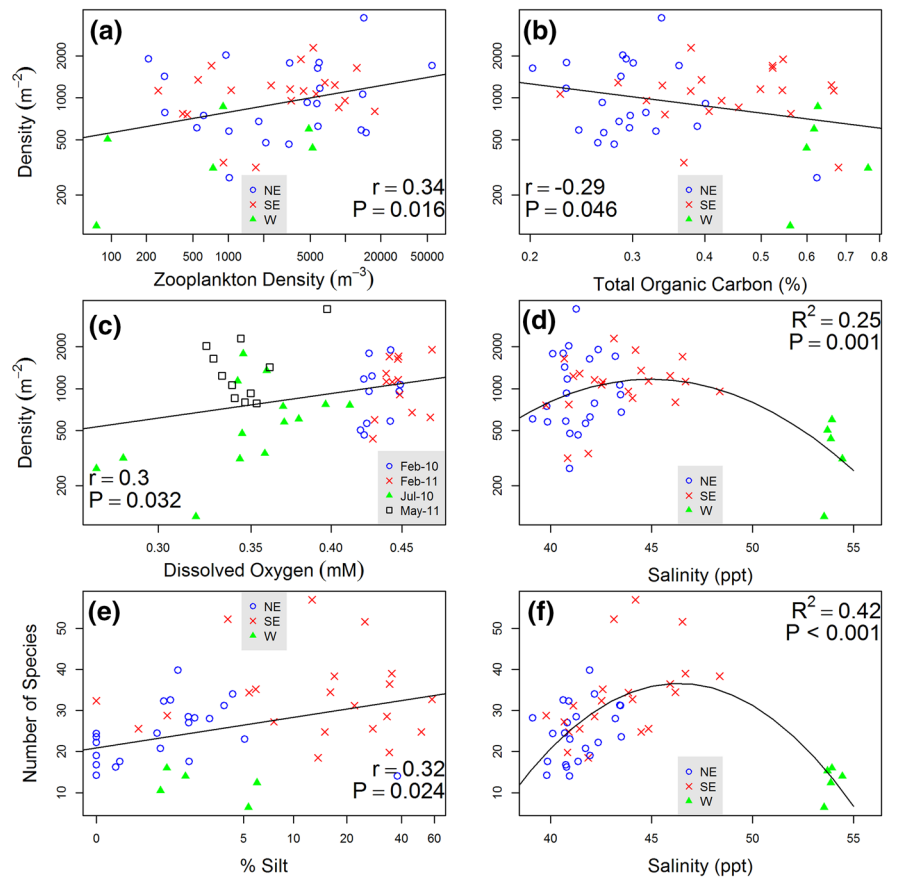 (a)
Density (m⁻²)
2000
1000
500
200
r = 0.34
P = 0.016
NE
SE
W
100 200 500 1000 5000 20000 50000
Zooplankton Density (m⁻³)
(b)
2000
1000
500
200
r = -0.29
P = 0.046
NE
SE
W
0.2 0.3 0.4 0.5 0.6 0.7 0.8
Total Organic Carbon (%)
(c)
Density (m⁻²)
2000
1000
500
200
r = 0.3
P = 0.032
Feb-10
Feb-11
Jul-10
May-11
0.30 0.35 0.40 0.45
Dissolved Oxygen (mM)
(d)
R² = 0.25
P = 0.001
2000
1000
500
200
NE
SE
W
40 45 50 55
Salinity (ppt)
(e)
Number of Species
50
40
30
20
10
NE
SE
W
r = 0.32
P = 0.024
0 5 10 20 40 60
% Silt
(f)
R² = 0.42
P < 0.001
50
40
30
20
10
NE
SE
W
40 45 50 55
Salinity (ppt)